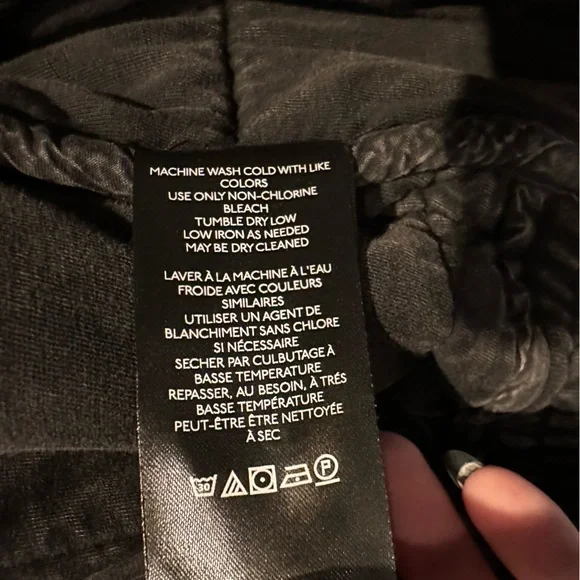 MACHINE WASH COLD WITH LIKE
COLORS
USE ONLY NON-CHLORINE
BLEACH
TUMBLE DRY LOW
LOW IRON AS NEEDED
MAY BE DRY CLEANED
LAVER À LA MACHINE À L'EAU
FROIDE AVEC COULEURS
SIMILAIRES
UTILISER UN AGENT DE
BLANCHIMENT SANS CHLORE
SI NÉCESSAIRE
SECHER PAR CULBUTAGE À
BASSE TEMPERATURE
REPASSER, AU BESOIN, À TRÉS
BASSE TEMPÉRATURE
PEUT-ÊTRE ÊTRE NETTOYÉE
À SEC
30 P